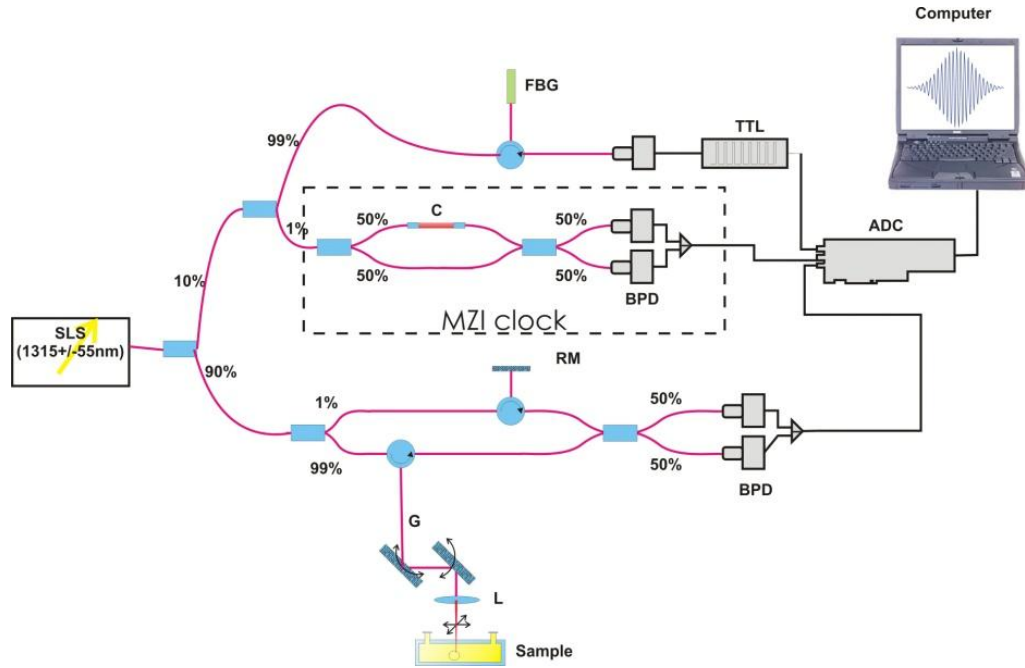 Computer
FBG
99%
TTL
C
50%
50%
1%
ADC
50%
50%
10%
BPD
MZI clock
SLS
(1315+/-55nm)
RM
90%
1%
50%
99%
50%
BPD
G
L
Sample